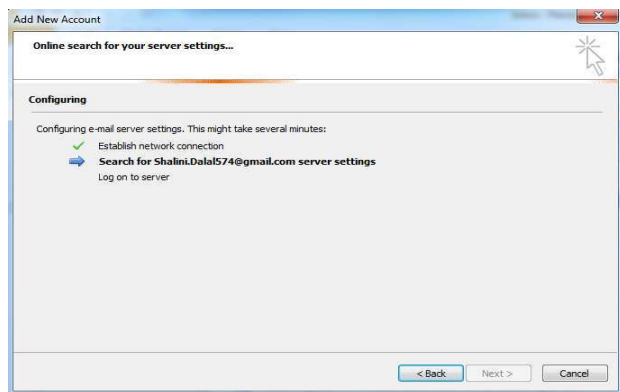 Add New Account
Online search for your server settings...
Configuring
Configuring e-mail server settings. This might take several minutes:
Establish network connection
Search for Shalini.Dalal574@gmail.com server settings
Log on to server
< Back Next > Cancel